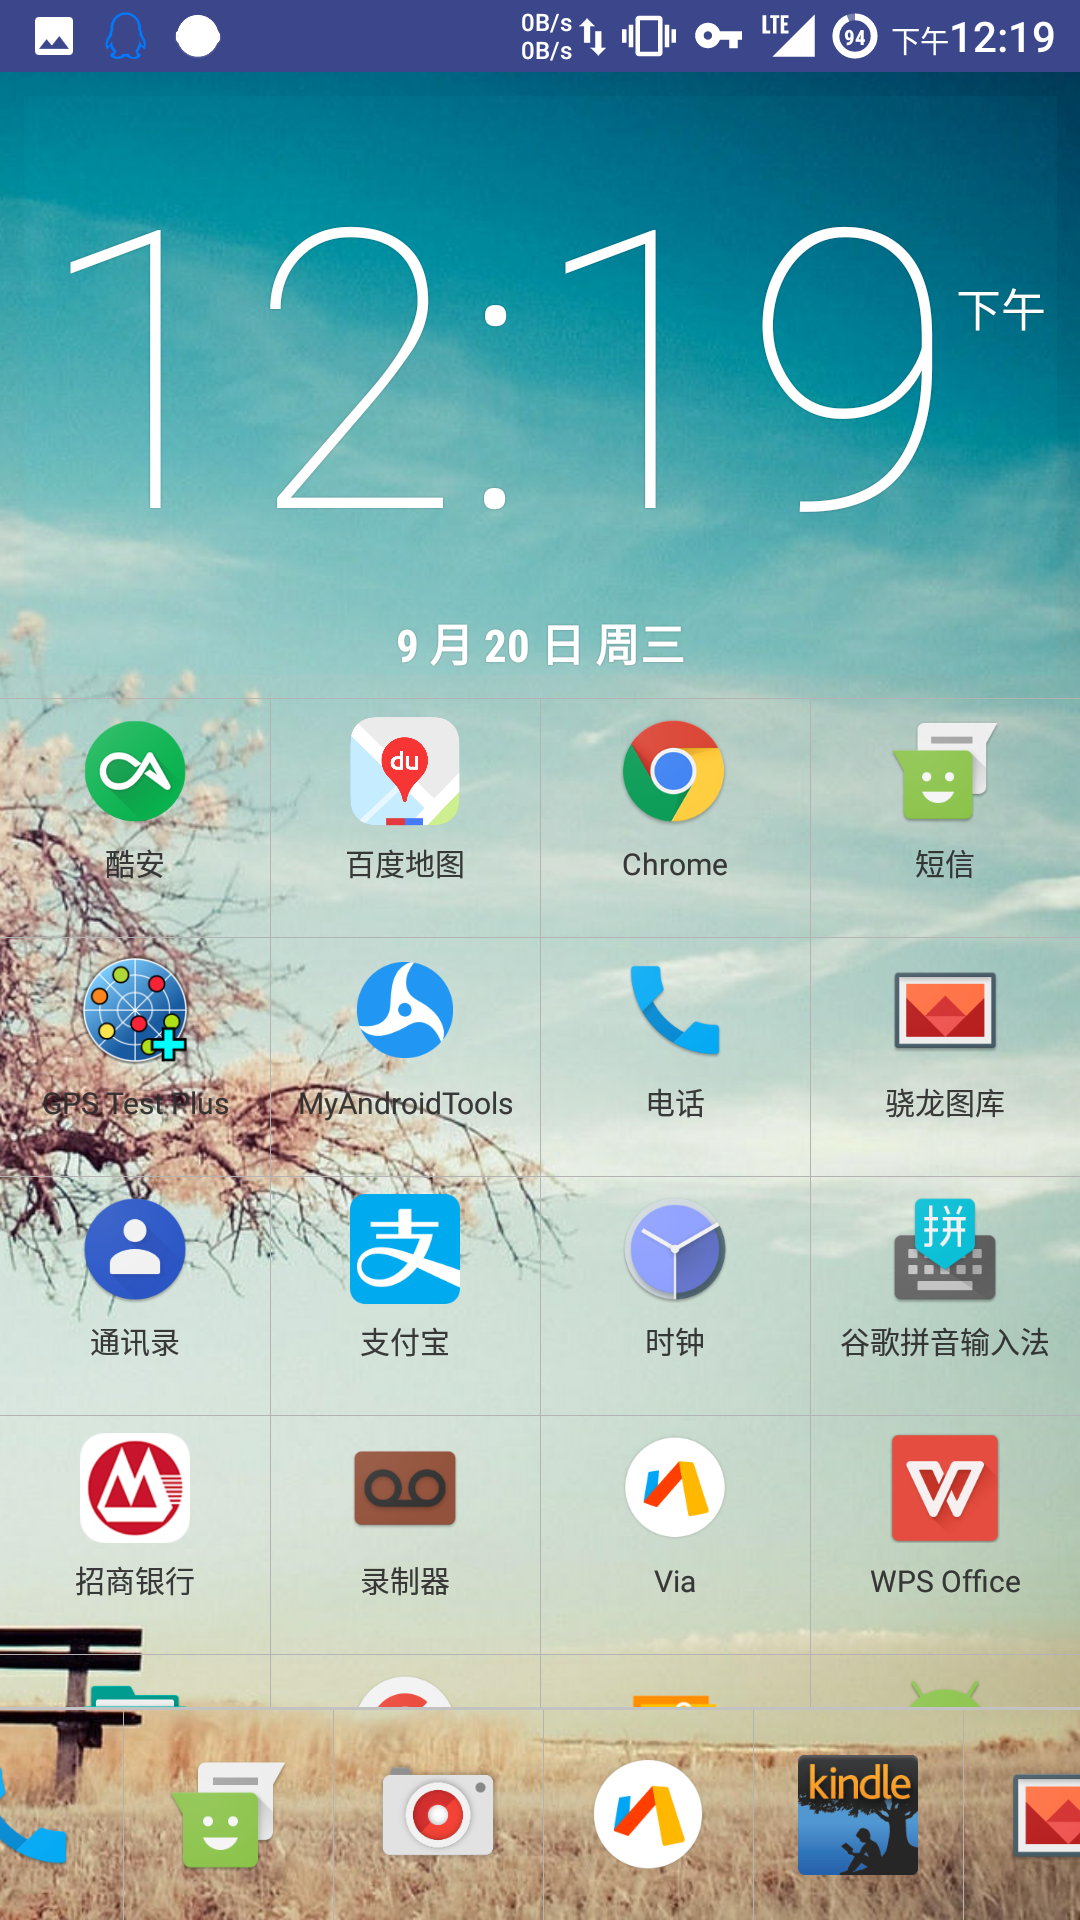 0B/s
0B/s
LTE
94
下午12:19
12:19
下午
9 月 20 日 周三
du
酷安
百度地图
Chrome
短信
GPS Test Plus
MyAndroidTools
电话
骁龙图库
支
拼
通讯录
支付宝
时钟
谷歌拼音输入法
招商银行
录制器
Via
WPS Office
kindle